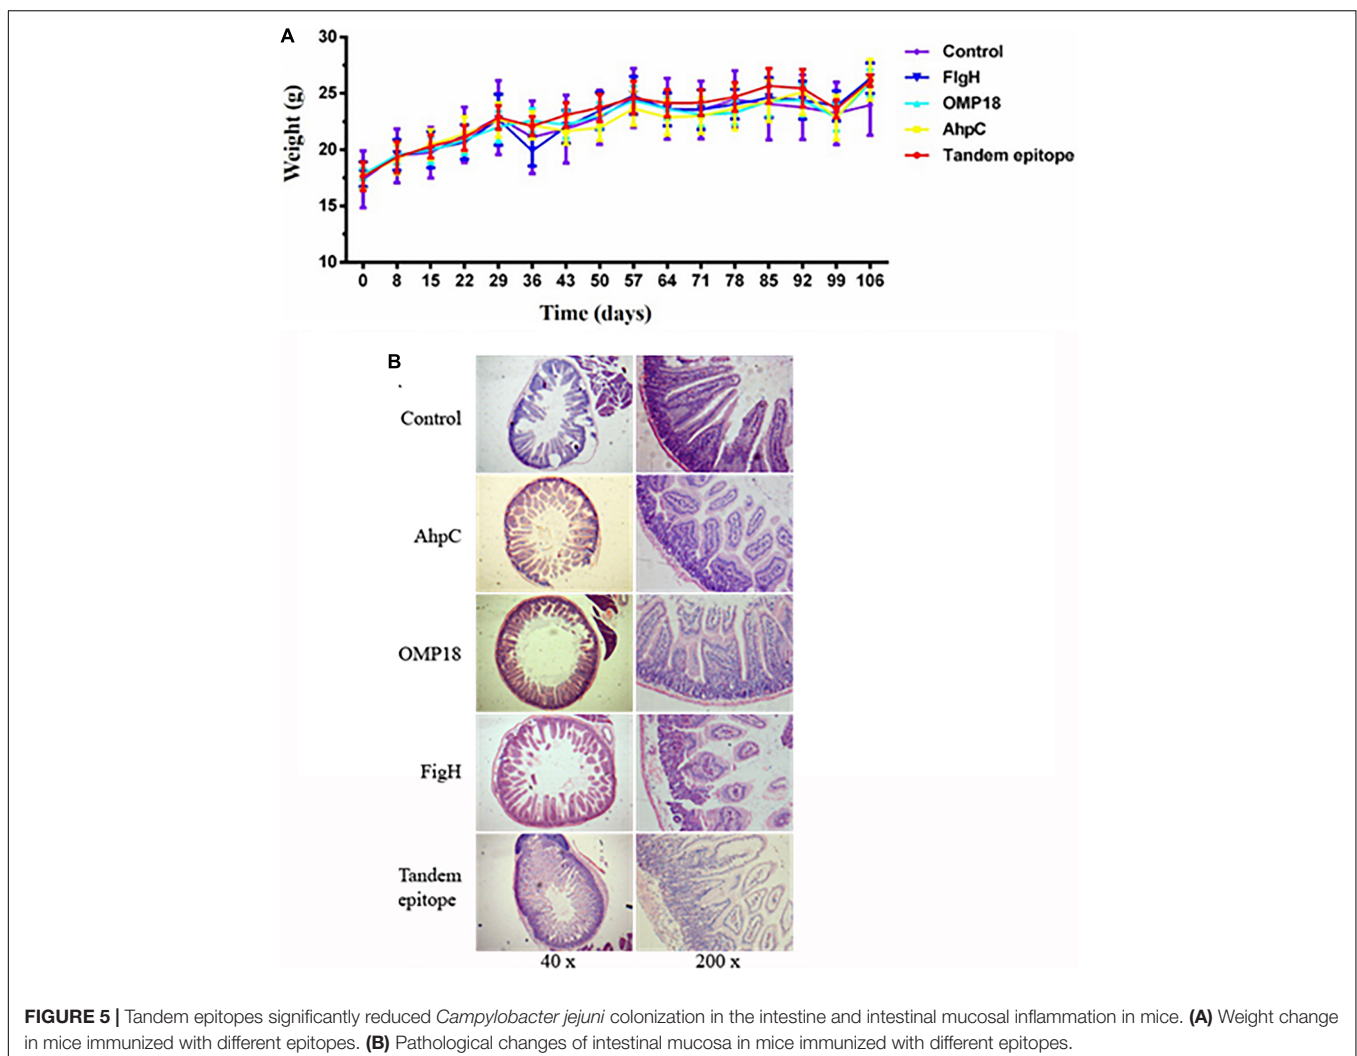 A
30
25
20
15
10
Weight (g)
0 8 15 22 29 36 43 50 57 64 71 78 85 92 99 106
Time (days)
Control
FlgH
OMP18
AhpC
Tandem epitope
B
Control
AhpC
OMP18
FigH
Tandem
epitope
40 x 200 x
FIGURE 5 | Tandem epitopes significantly reduced Campylobacter jejuni colonization in the intestine and intestinal mucosal inflammation in mice. (A) Weight change
in mice immunized with different epitopes. (B) Pathological changes of intestinal mucosa in mice immunized with different epitopes.